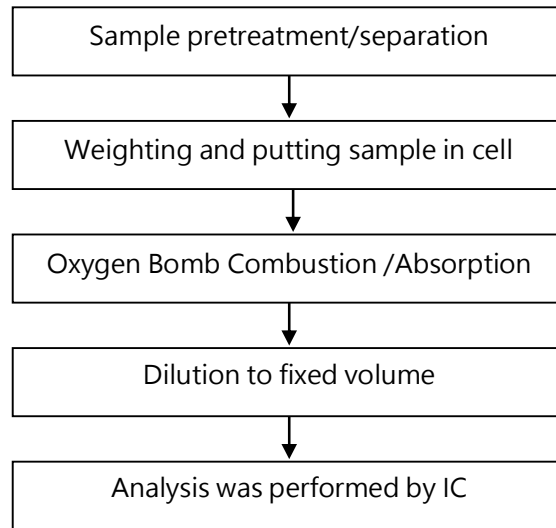 Sample pretreatment/separation
Weighting and putting sample in cell
Oxygen Bomb Combustion /Absorption
Dilution to fixed volume
Analysis was performed by IC